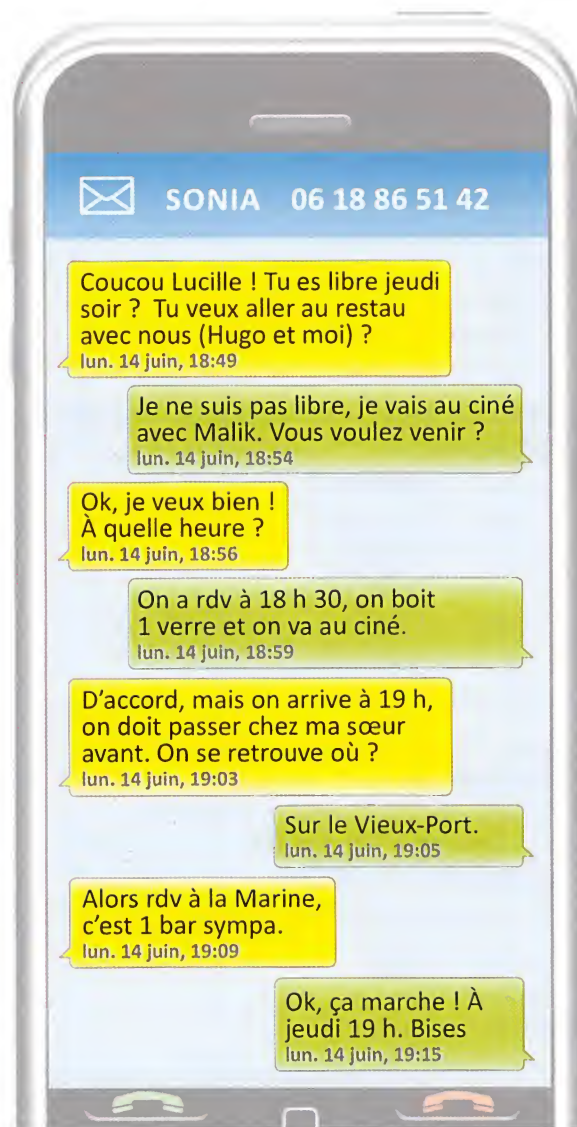 SONIA 06 18 86 51 42
Coucou Lucille ! Tu es libre jeudi
soir ? Tu veux aller au restau
avec nous (Hugo et moi) ?
lun. 14 juin, 18:49
Je ne suis pas libre, je vais au ciné
avec Malik. Vous voulez venir ?
lun. 14 juin, 18:54
Ok, je veux bien !
À quelle heure ?
lun. 14 juin, 18:56
On a rdv à 18 h 30, on boit
1 verre et on va au ciné.
lun. 14 juin, 18:59
D'accord, mais on arrive à 19 h,
on doit passer chez ma sœur
avant. On se retrouve où ?
lun. 14 juin, 19:03
Sur le Vieux-Port.
lun. 14 juin, 19:05
Alors rdv à la Marine,
c'est 1 bar sympa.
lun. 14 juin, 19:09
Ok, ça marche ! À
jeudi 19 h. Bises
lun. 14 juin, 19:15